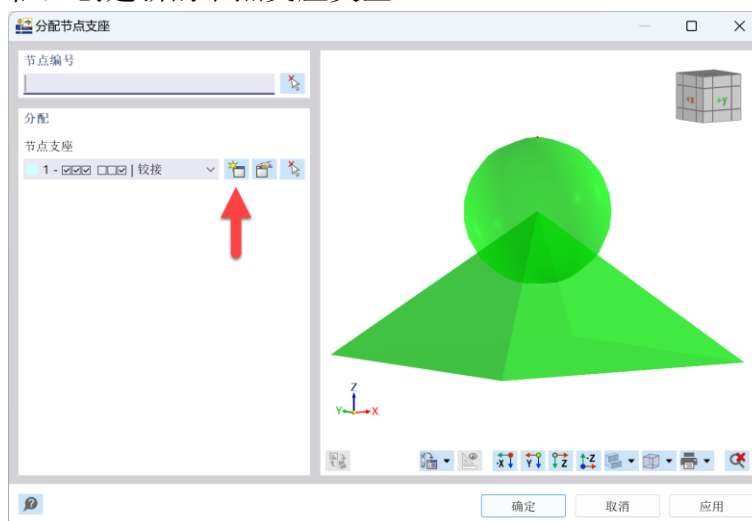 分配节点支座
节点编号
分配
节点支座
1 - ☑☑☑ ☐☐☑ | 铰接
+x
+y
Z
Y
X
-X
Y
Z
-Z
确定
取消
应用